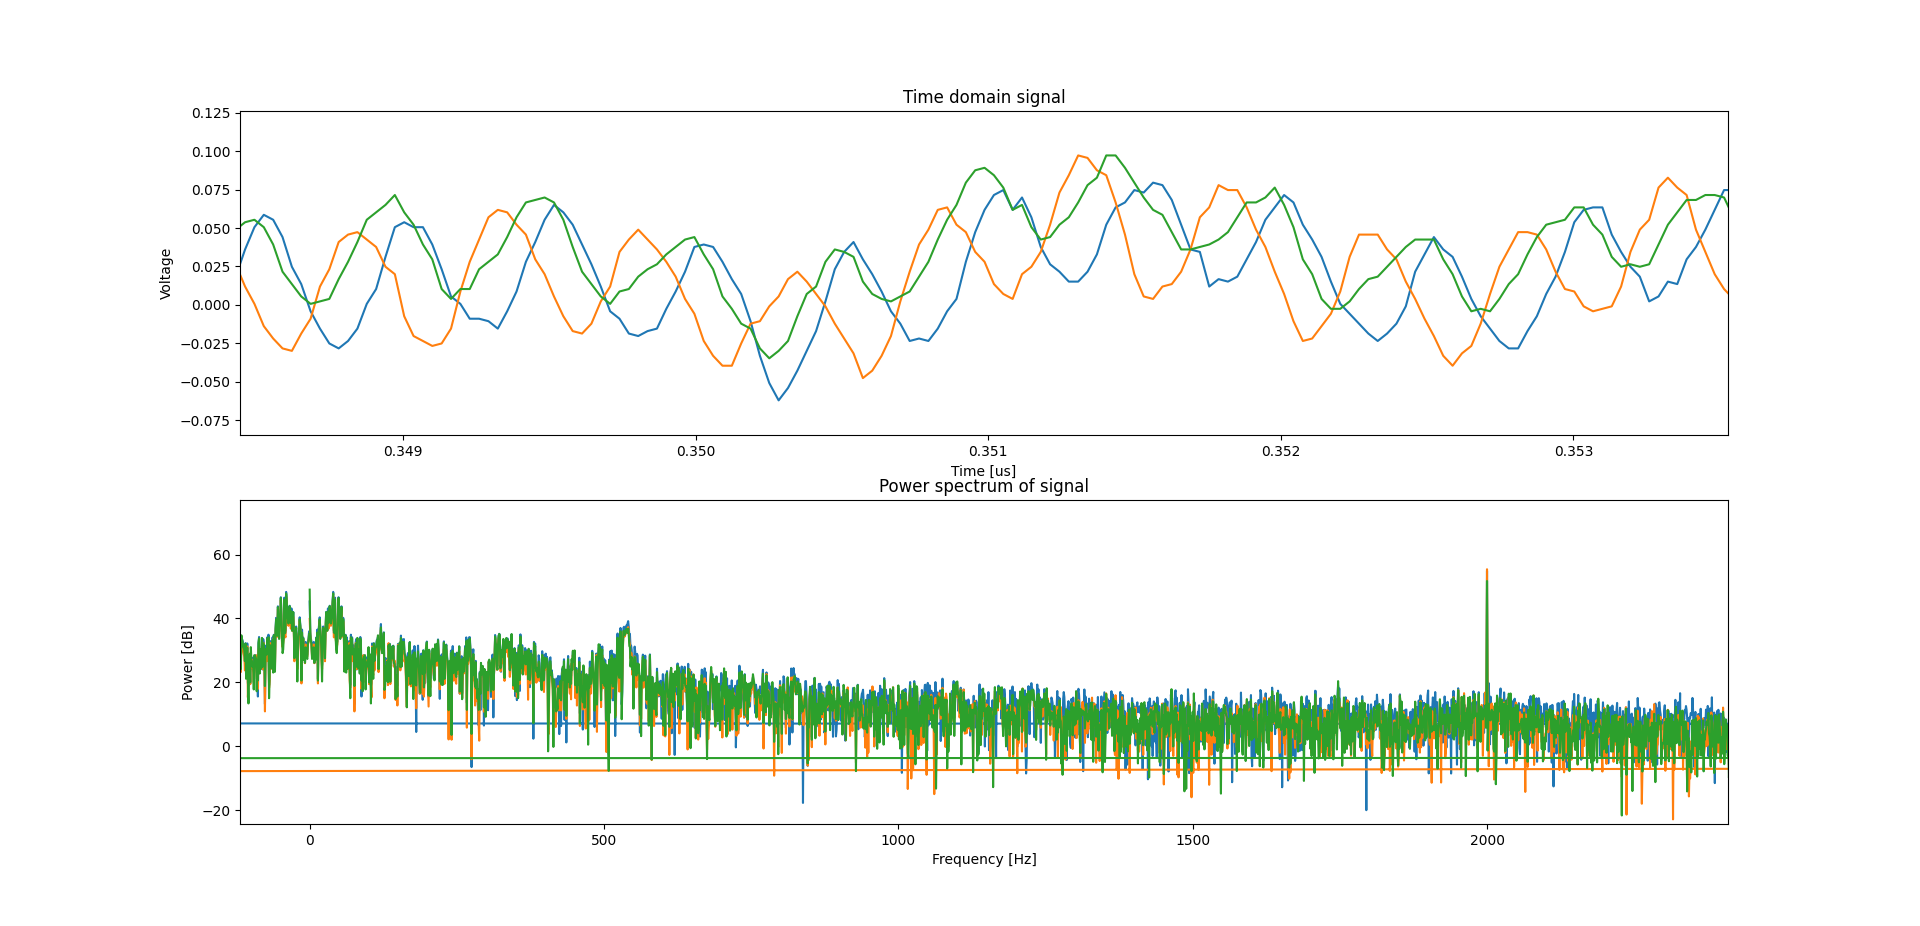 Time domain signal
0.125
0.100
0.075
0.050
0.025
0.000
−0.025
−0.050
−0.075
Voltage
0.349 0.350 0.351 0.352 0.353
Time [us]
Power spectrum of signal
60
40
20
0
−20
Power [dB]
0 500 1000 1500 2000
Frequency [Hz]